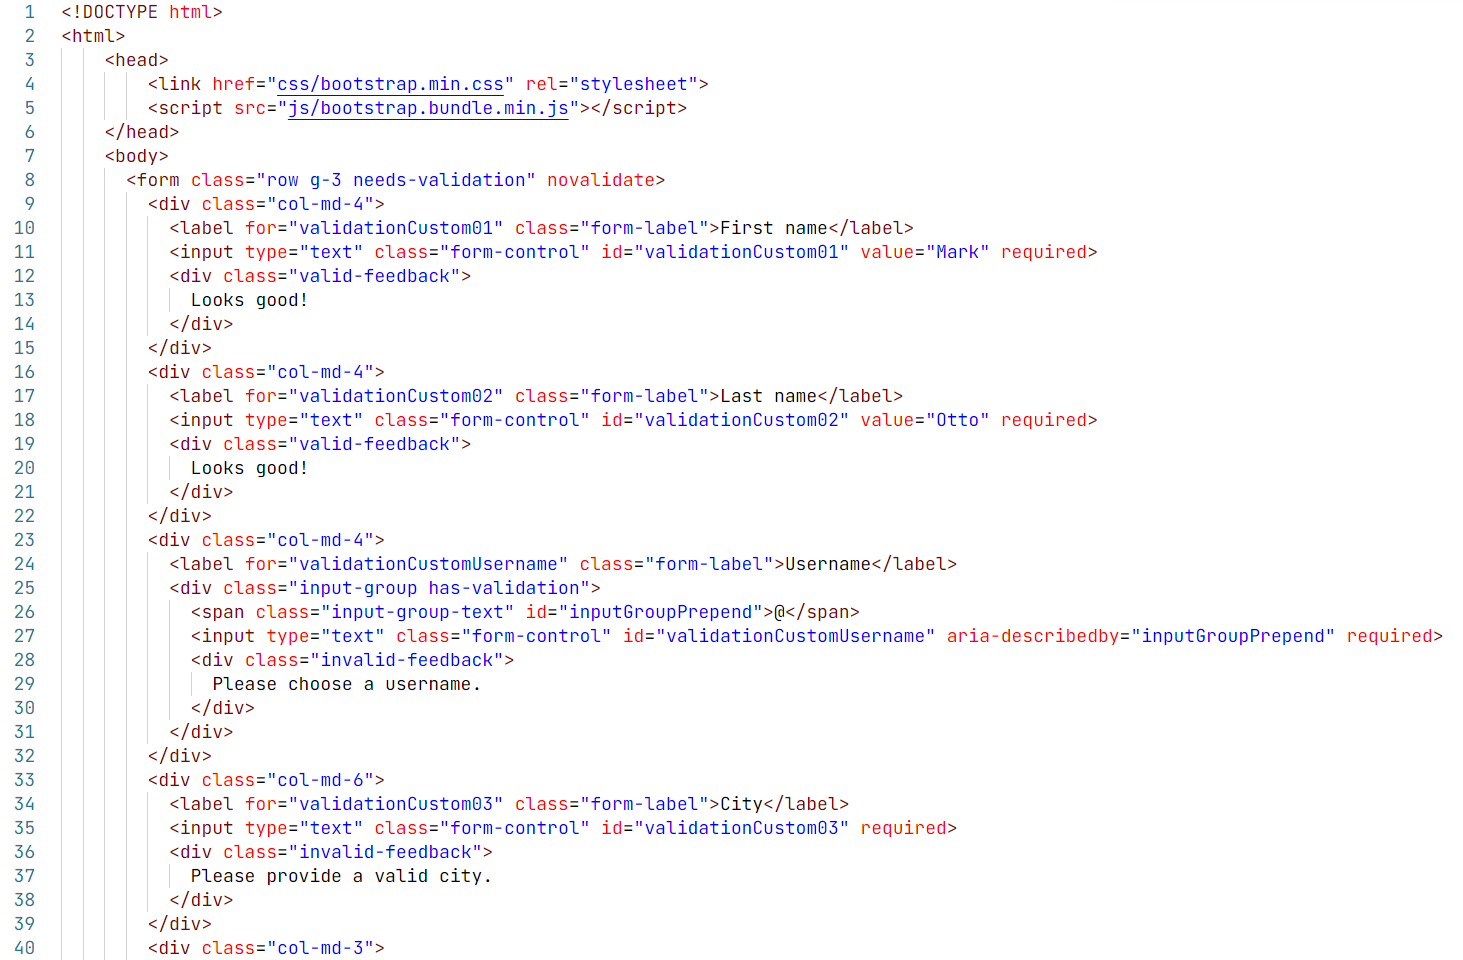 1 <!DOCTYPE html>
2 <html>
3 <head>
4 <link href="css/bootstrap.min.css" rel="stylesheet">
5 <script src="js/bootstrap.bundle.min.js"></script>
6 </head>
7 <body>
8 <form class="row g-3 needs-validation" novalidate>
9 <div class="col-md-4">
10 <label for="validationCustom01" class="form-label">First name</label>
11 <input type="text" class="form-control" id="validationCustom01" value="Mark" required>
12 <div class="valid-feedback">
13 Looks good!
14 </div>
15 </div>
16 <div class="col-md-4">
17 <label for="validationCustom02" class="form-label">Last name</label>
18 <input type="text" class="form-control" id="validationCustom02" value="Otto" required>
19 <div class="valid-feedback">
20 Looks good!
21 </div>
22 </div>
23 <div class="col-md-4">
24 <label for="validationCustomUsername" class="form-label">Username</label>
25 <div class="input-group has-validation">
26 <span class="input-group-text" id="inputGroupPrepend">@</span>
27 <input type="text" class="form-control" id="validationCustomUsername" aria-describedby="inputGroupPrepend" required>
28 <div class="invalid-feedback">
29 Please choose a username.
30 </div>
31 </div>
32 </div>
33 <div class="col-md-6">
34 <label for="validationCustom03" class="form-label">City</label>
35 <input type="text" class="form-control" id="validationCustom03" required>
36 <div class="invalid-feedback">
37 Please provide a valid city.
38 </div>
39 </div>
40 <div class="col-md-3">